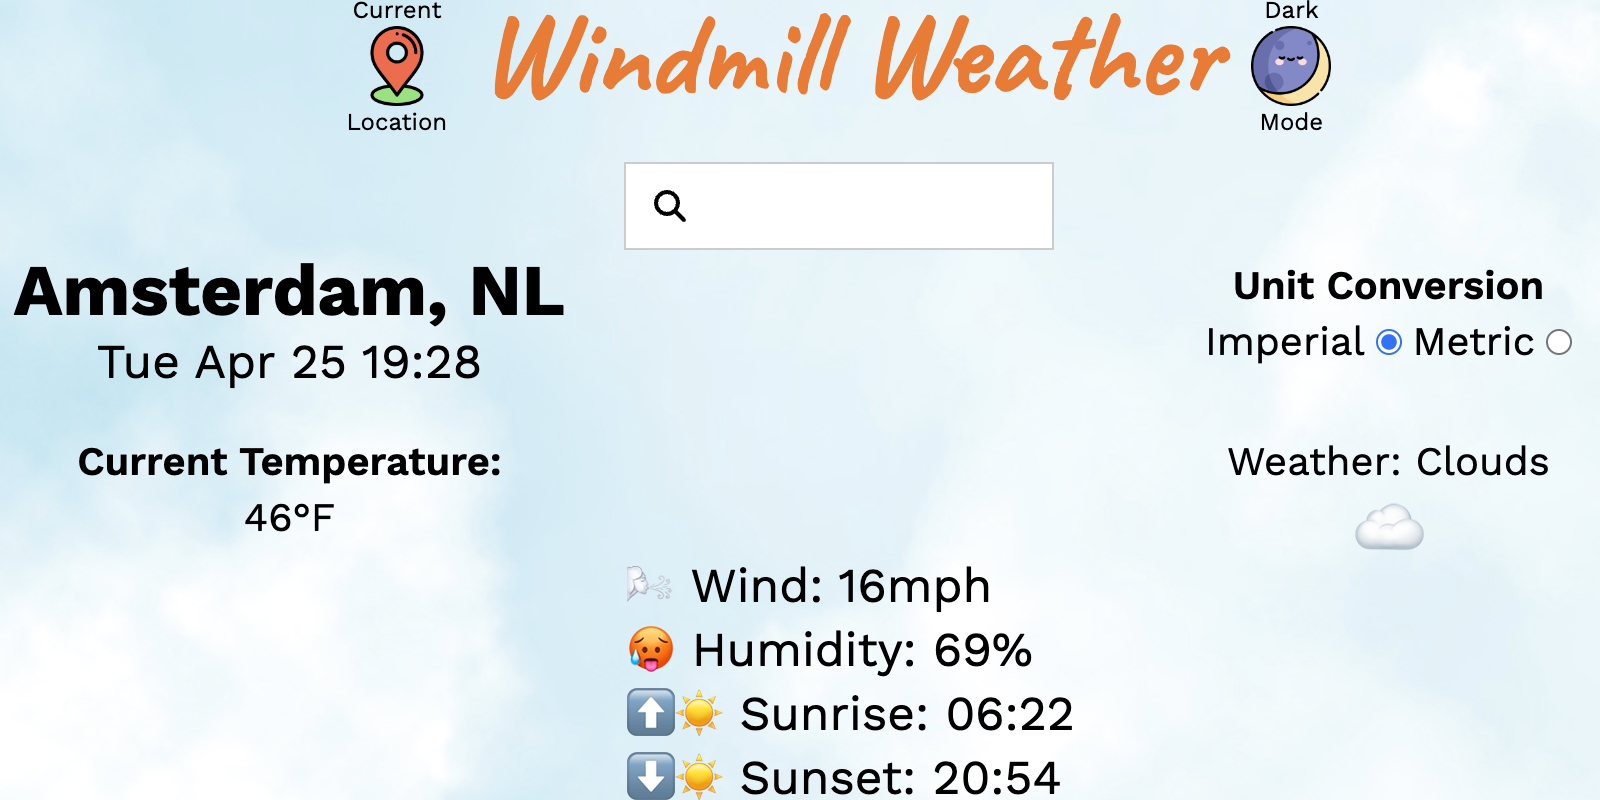 Current
Location
Windmill Weather
Dark
Mode
Amsterdam, NL
Tue Apr 25 19:28
Unit Conversion
Imperial Metric
Current Temperature:
46°F
Weather: Clouds
Wind: 16mph
Humidity: 69%
Sunrise: 06:22
Sunset: 20:54